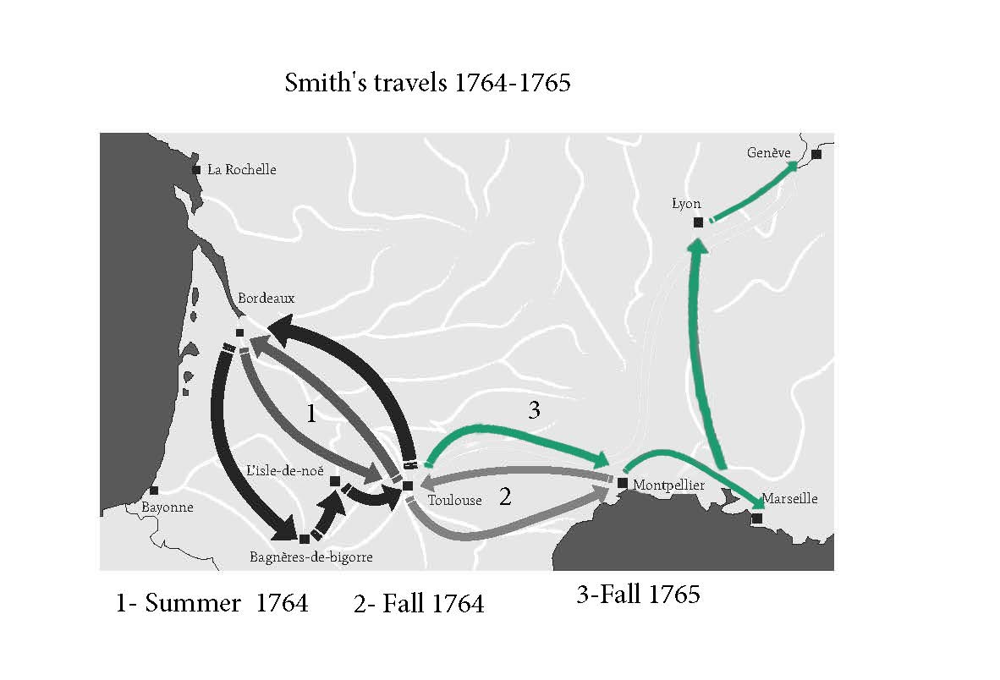 Smith's travels 1764-1765
Genève
La Rochelle
Lyon
Bordeaux
1
3
L'isle-de-noé
Montpellier
Toulouse
2
Marseille
Bayonne
Bagnères-de-bigorre
1- Summer 1764
2- Fall 1764
3-Fall 1765